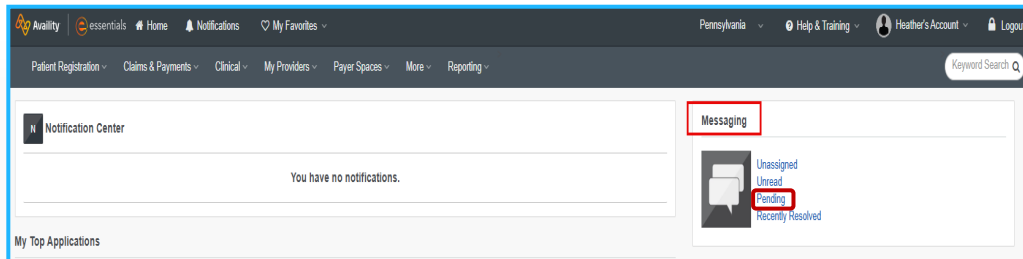 Availity essentials Home Notifications My Favorites Pennsylvania Help & Training Heather's Account Logout
Patient Registration Claims & Payments Clinical My Providers Payer Spaces More Reporting Keyword Search
N Notification Center
You have no notifications.
My Top Applications
Messaging
Unassigned
Unread
Pending
Recently Resolved